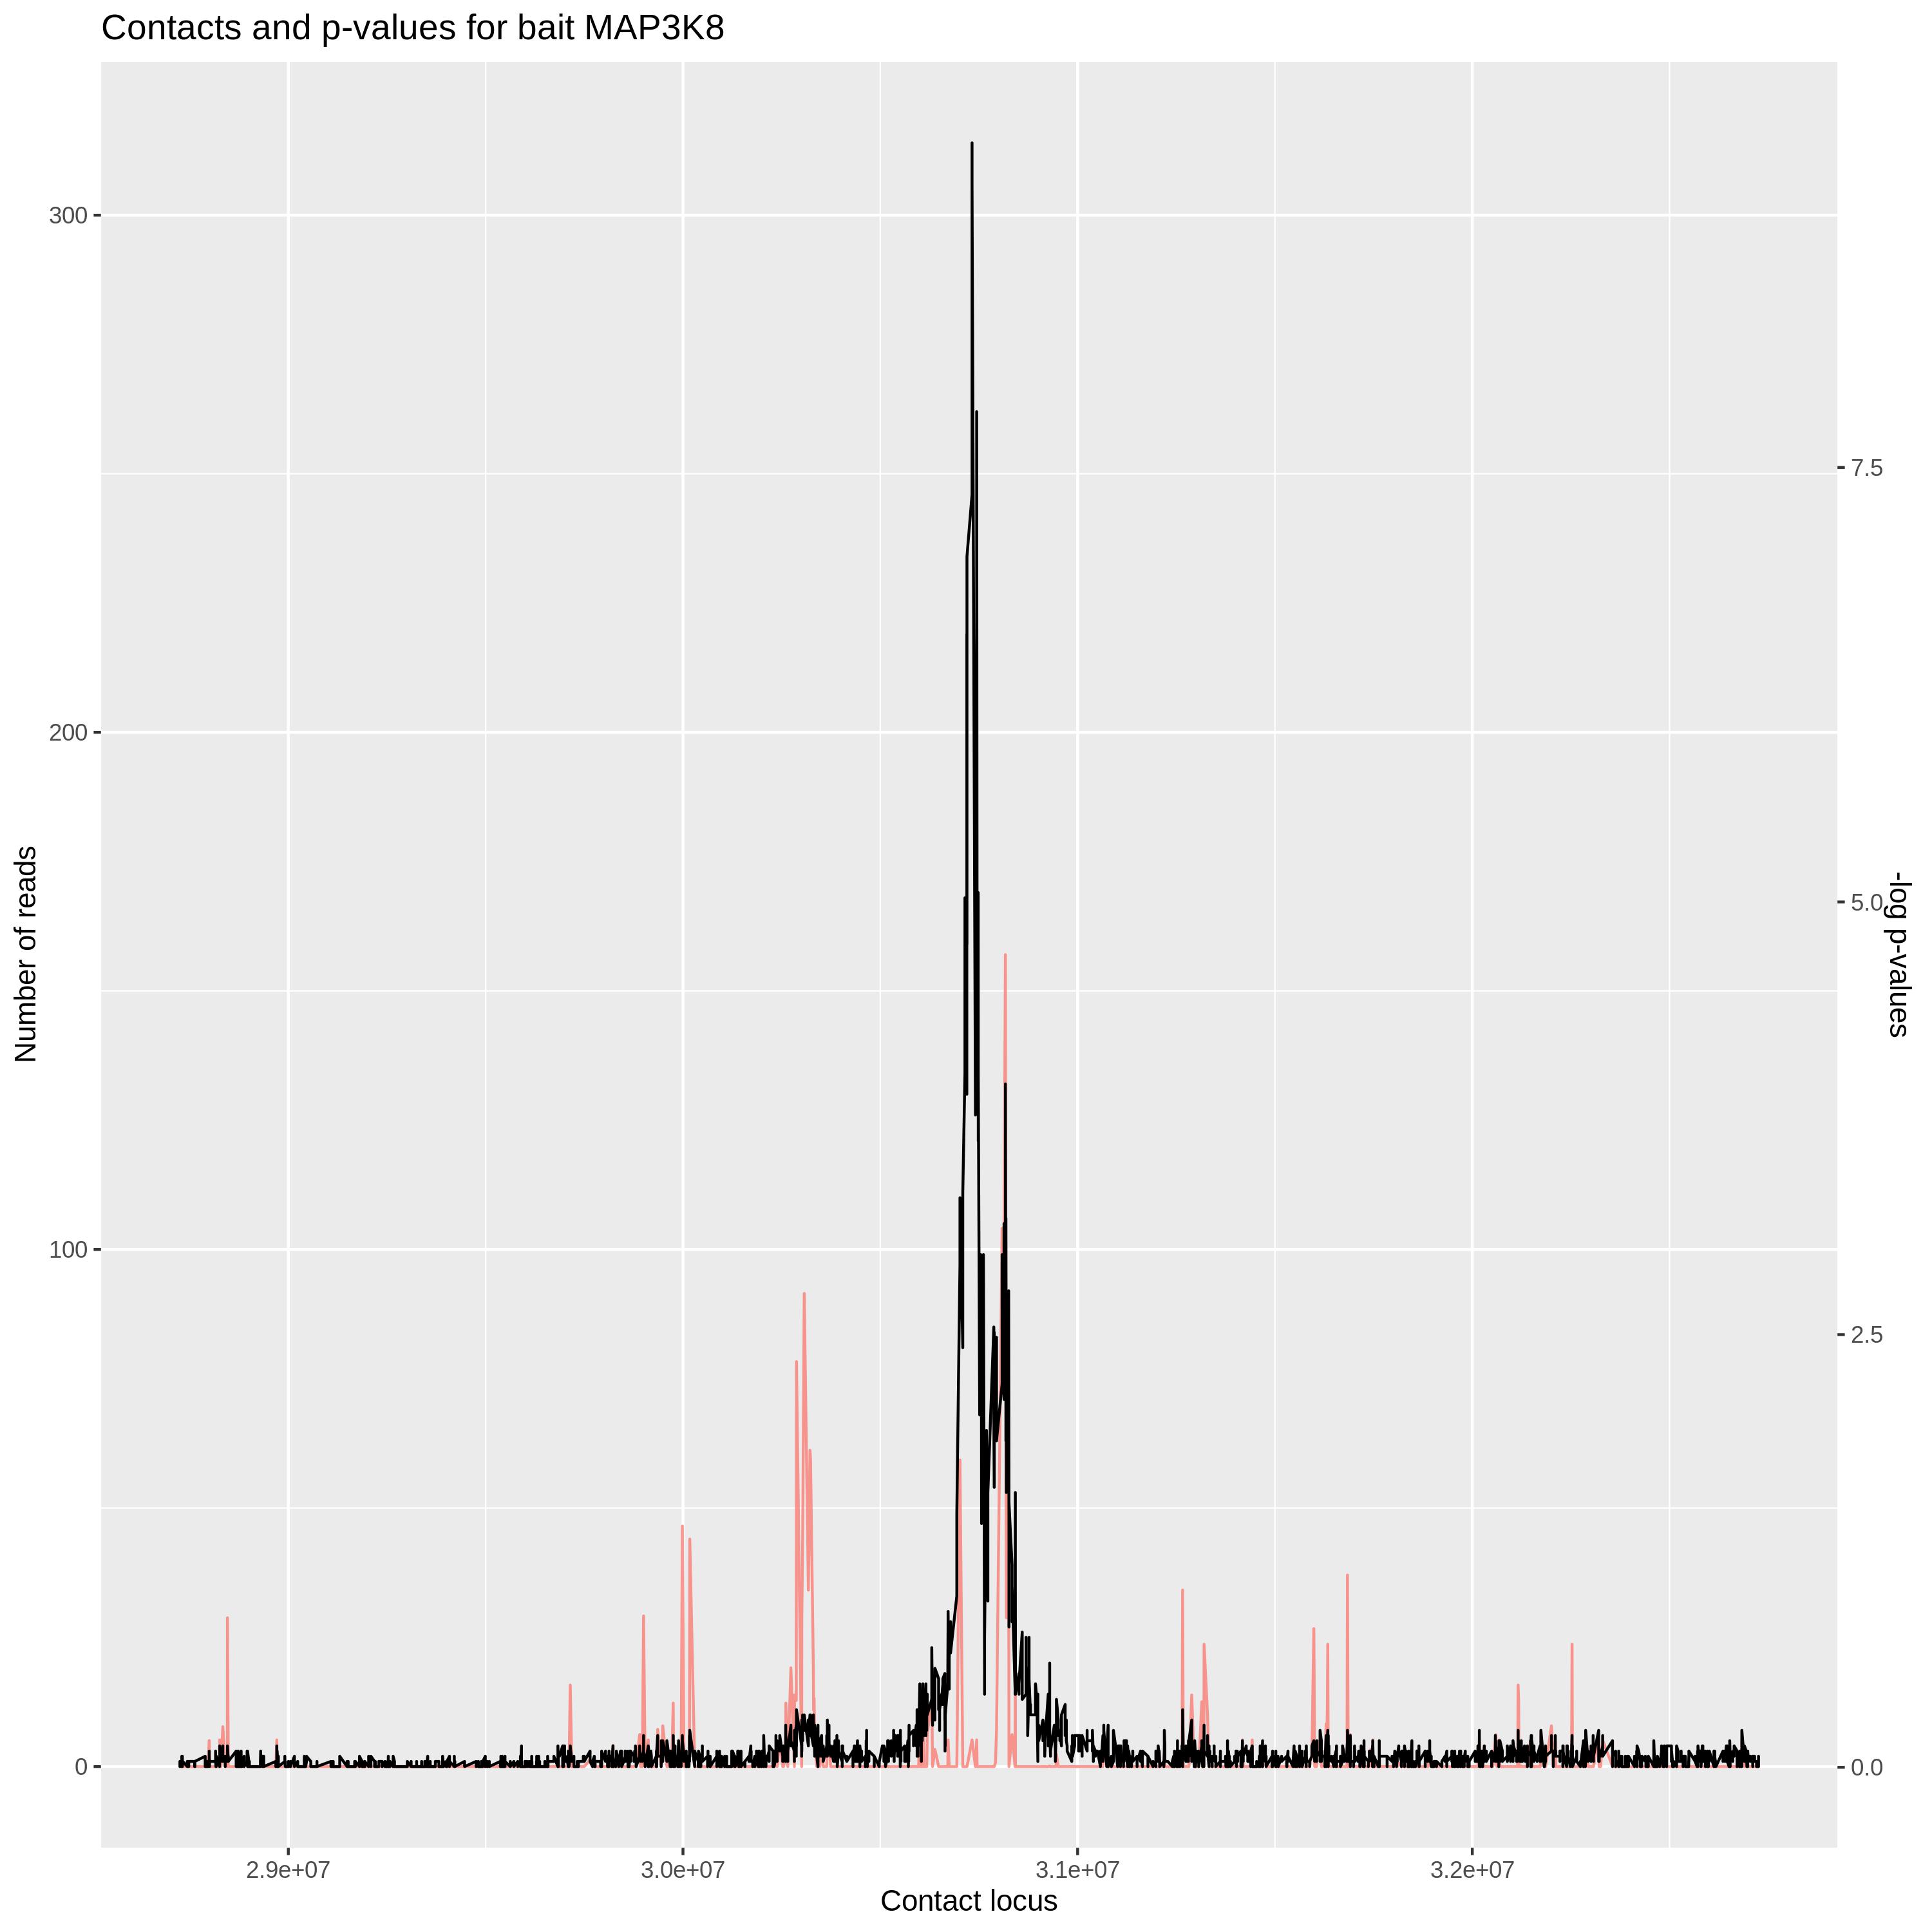 Contacts and p-values for bait MAP3K8
300
200
100
0
Number of reads
7.5
5.0
2.5
0.0
-log p-values
2.9e+07
3.0e+07
3.1e+07
3.2e+07
Contact locus